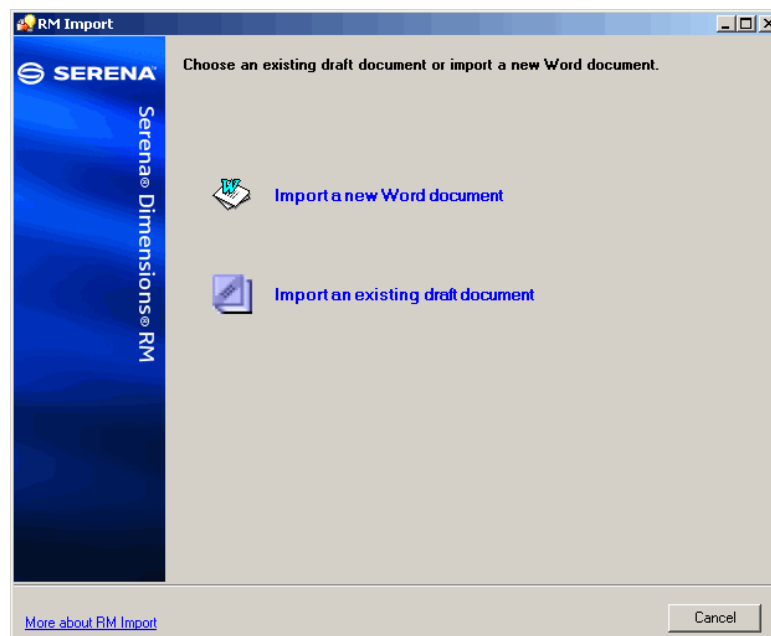 RM Import
SERENA
Serena® Dimensions® RM
Choose an existing draft document or import a new Word document.
W
Import a new Word document
Import an existing draft document
More about RM Import
Cancel